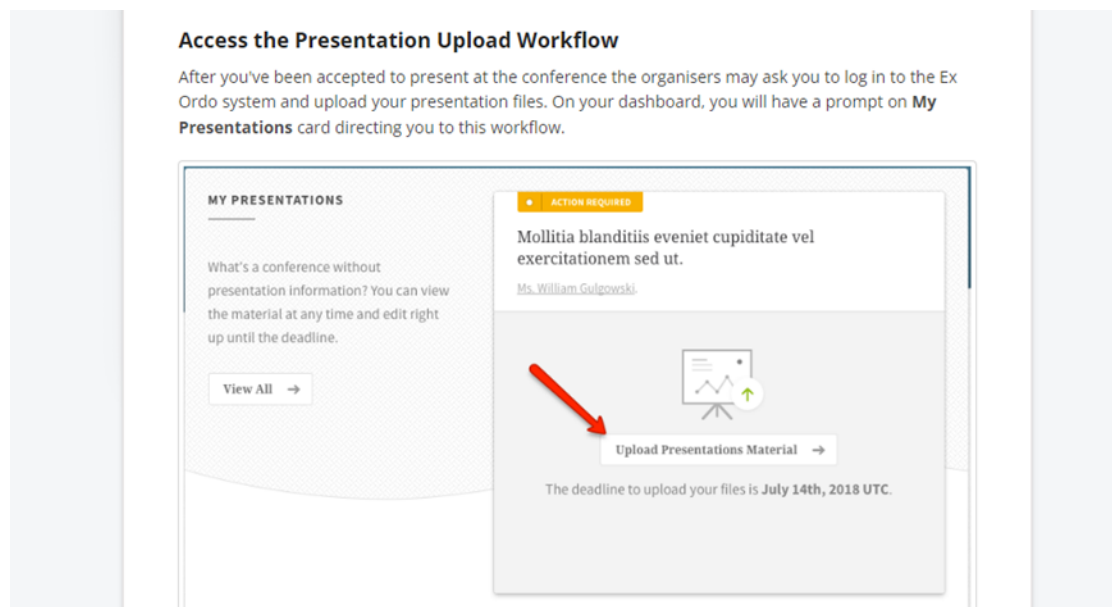 Access the Presentation Upload Workflow
After you've been accepted to present at the conference the organisers may ask you to log in to the Ex
Ordo system and upload your presentation files. On your dashboard, you will have a prompt on My
Presentations card directing you to this workflow.
MY PRESENTATIONS
What's a conference without
presentation information? You can view
the material at any time and edit right
up until the deadline.
View All
ACTION REQUIRED
Mollitia blanditiis eveniet cupiditate vel
exercitationem sed ut.
Ms. William Gulgowski.
Upload Presentations Material
The deadline to upload your files is July 14th, 2018 UTC.